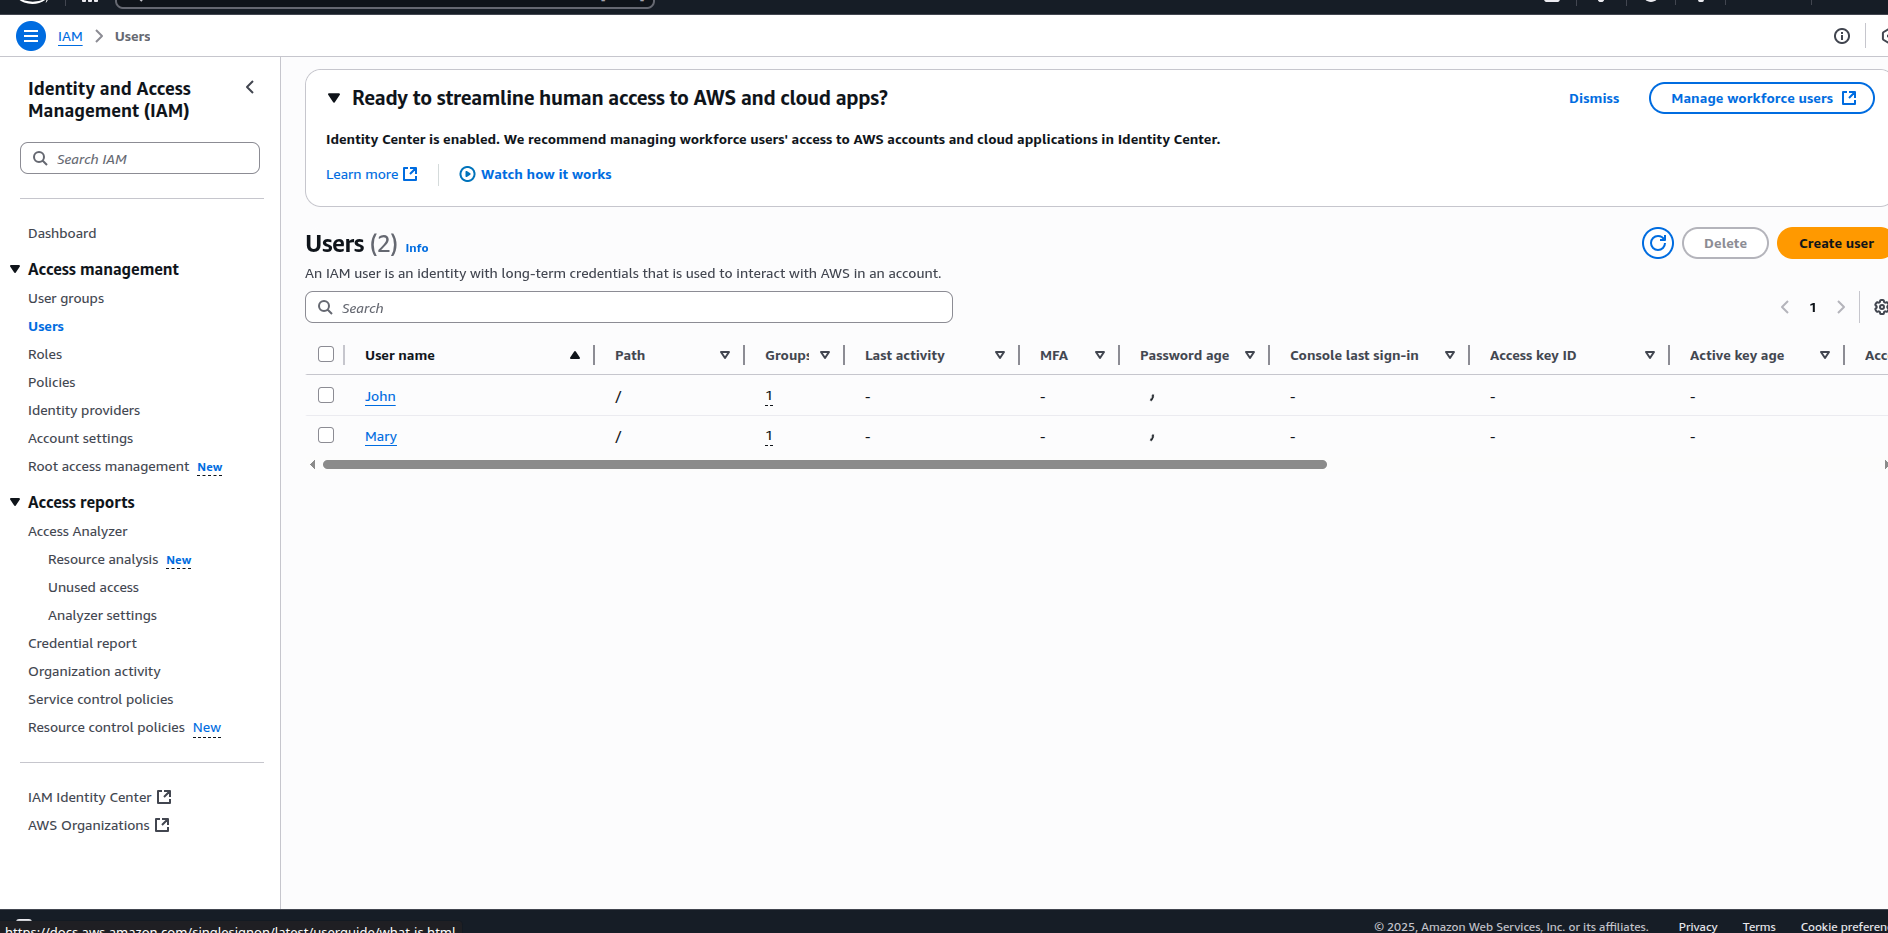 IAM > Users
Identity and Access
Management (IAM)
Search IAM
Dashboard
Access management
User groups
Users
Roles
Policies
Identity providers
Account settings
Root access management New
Access reports
Access Analyzer
Resource analysis New
Unused access
Analyzer settings
Credential report
Organization activity
Service control policies
Resource control policies New
IAM Identity Center
AWS Organizations
Ready to streamline human access to AWS and cloud apps?
Dismiss
Manage workforce users
Identity Center is enabled. We recommend managing workforce users' access to AWS accounts and cloud applications in Identity Center.
Learn more
Watch how it works
Users (2) Info
Delete
Create user
An IAM user is an identity with long-term credentials that is used to interact with AWS in an account.
Search
1
User name Path Groups Last activity MFA Password age Console last sign-in Access key ID Active key age Acc
John / 1 - - - - -
Mary / 1 - - - - -
https://docs.aws.amazon.com/singlesignon/latest/userguide/what-is.html
© 2025, Amazon Web Services, Inc. or its affiliates. Privacy Terms Cookie preferen